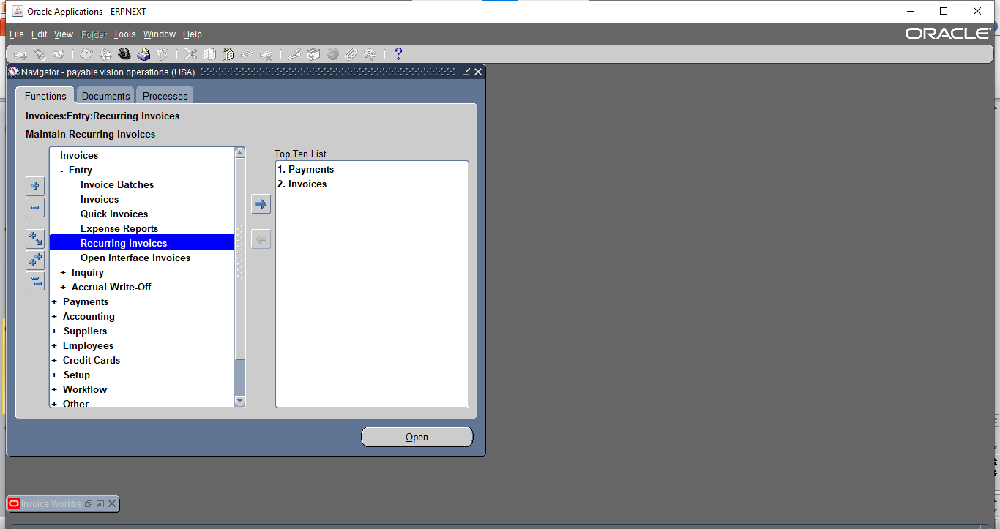 Oracle Applications - ERPNEXT
File Edit View Folder Tools Window Help
ORACLE
?
Navigator - payable vision operations (USA)
Functions Documents Processes
Invoices:Entry:Recurring Invoices
Maintain Recurring Invoices
- Invoices
- Entry
Invoice Batches
Invoices
Quick Invoices
Expense Reports
Recurring Invoices
Open Interface Invoices
+ Inquiry
+ Accrual Write-Off
+ Payments
+ Accounting
+ Suppliers
+ Employees
+ Credit Cards
+ Setup
+ Workflow
+ Other
Top Ten List
1. Payments
2. Invoices
Open
Invoice Workbe